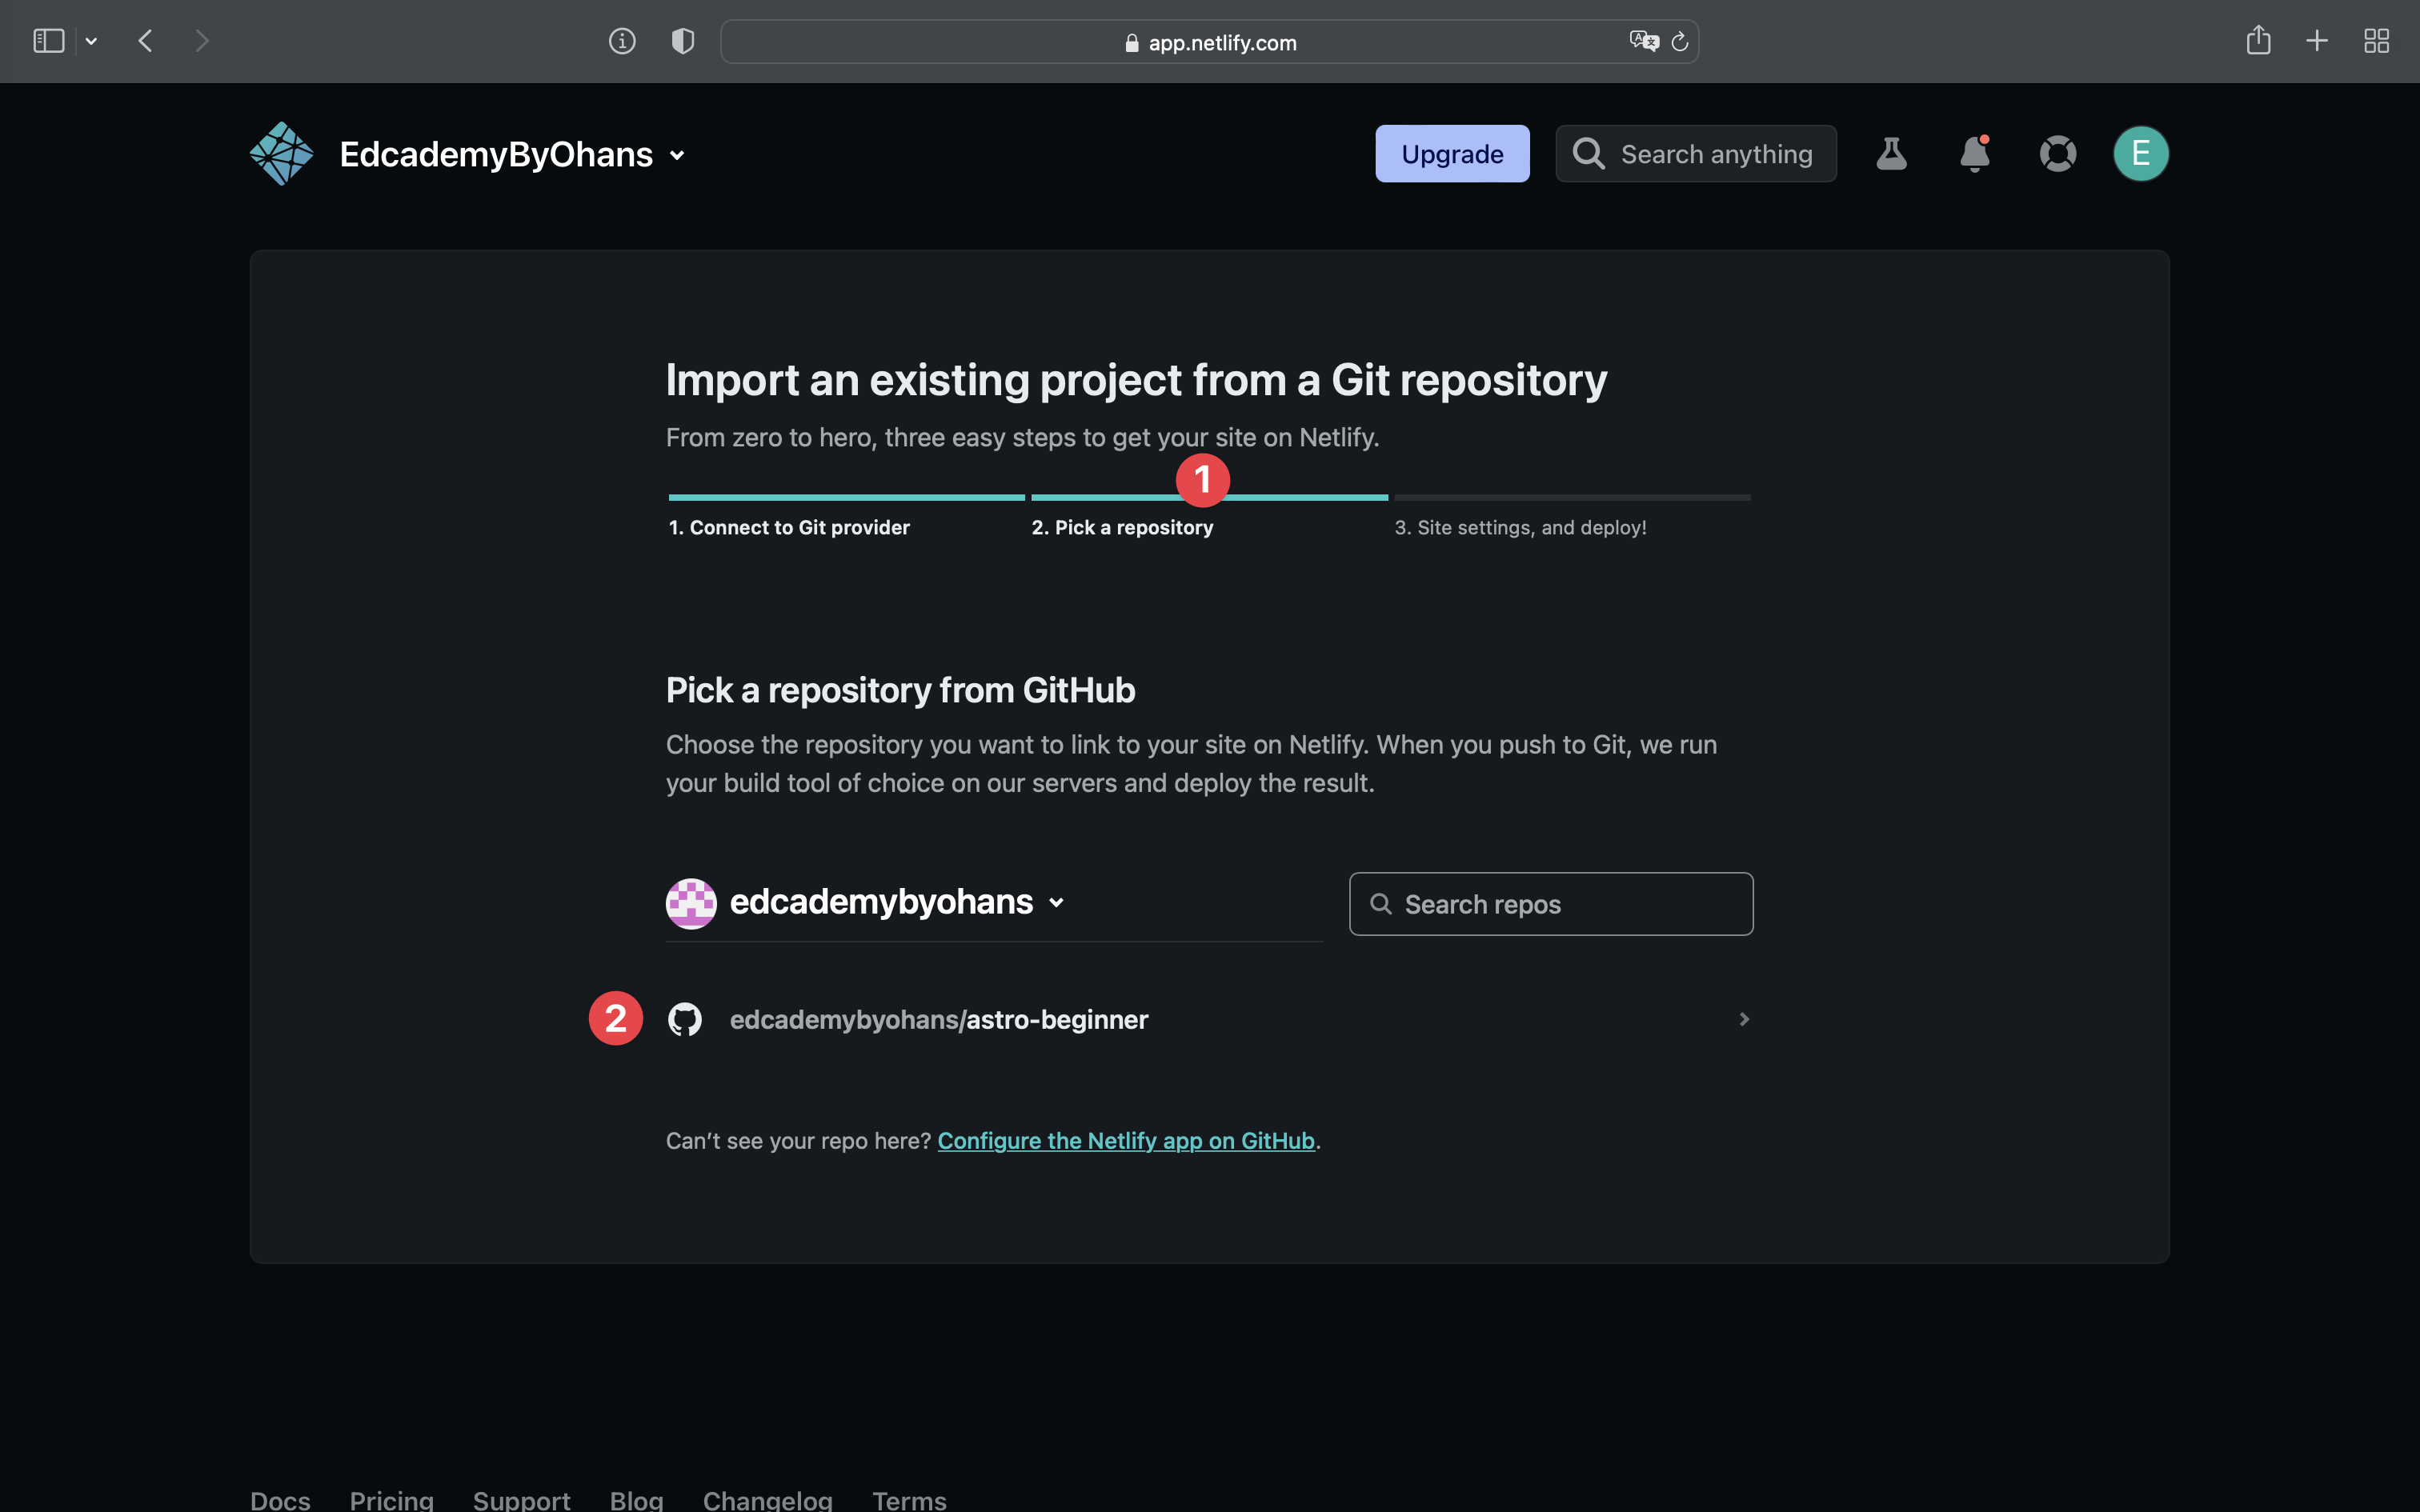 app.netlify.com
EdcademyByOhans
Upgrade
Search anything
E
Import an existing project from a Git repository
From zero to hero, three easy steps to get your site on Netlify.
1
1. Connect to Git provider
2. Pick a repository
3. Site settings, and deploy!
Pick a repository from GitHub
Choose the repository you want to link to your site on Netlify. When you push to Git, we run
your build tool of choice on our servers and deploy the result.
edcademybyohans
Search repos
2
edcademybyohans/astro-beginner
Can’t see your repo here? Configure the Netlify app on GitHub.
Docs Pricing Support Blog Changelog Terms